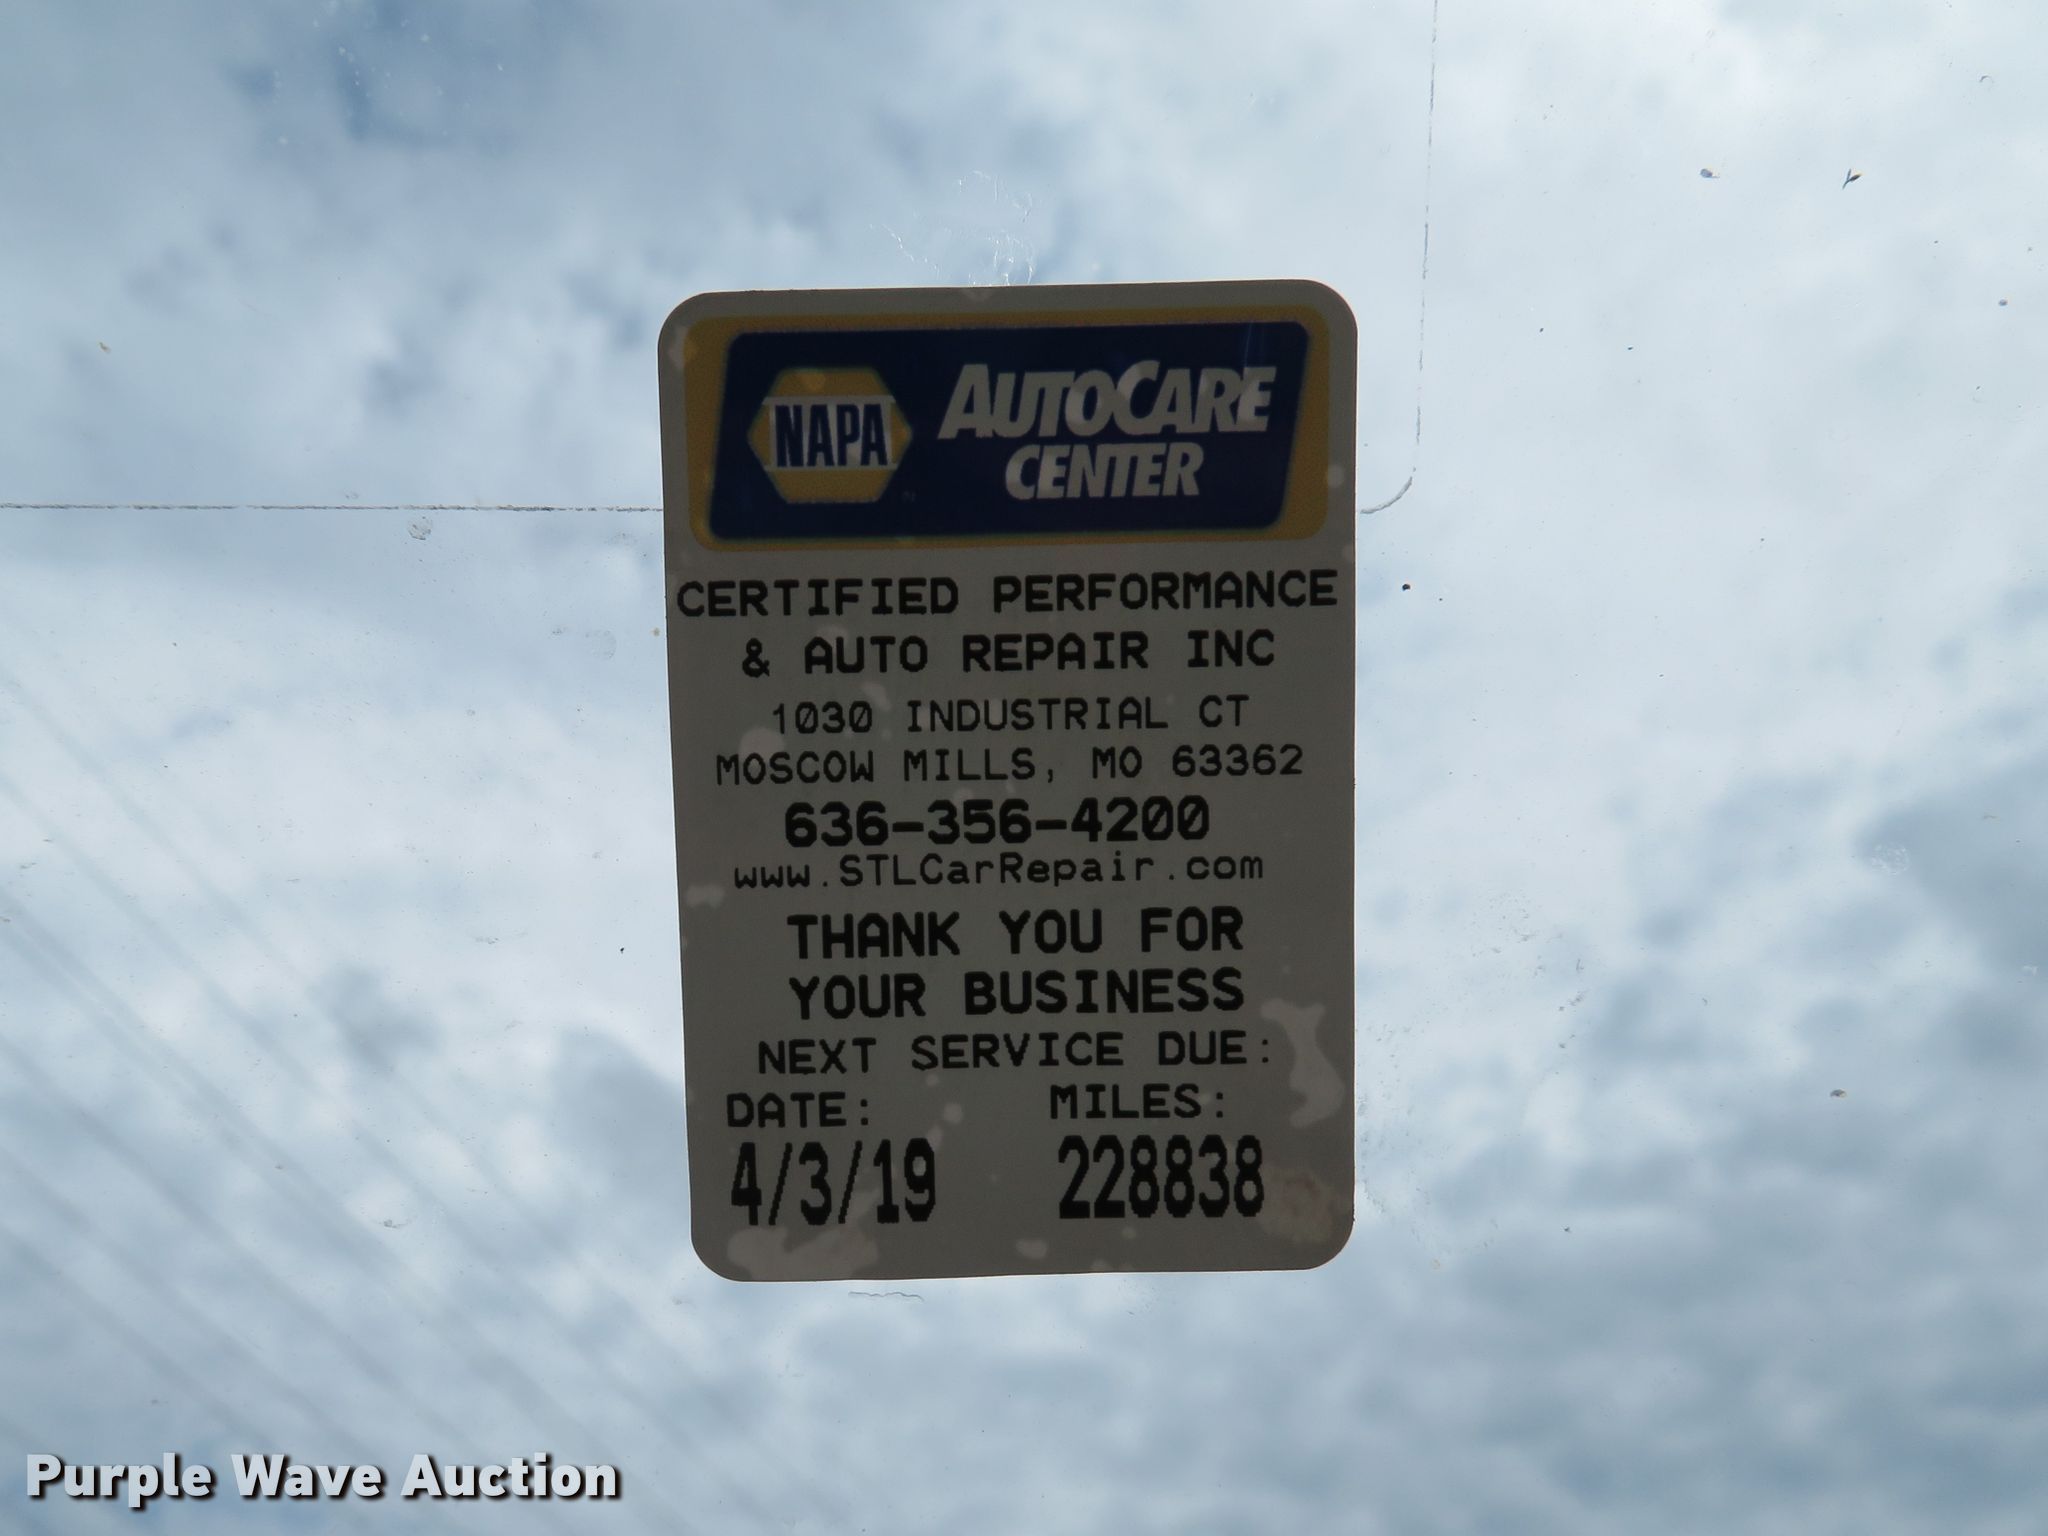 NAPA
AUTOCARE
CENTER
CERTIFIED PERFORMANCE
& AUTO REPAIR INC
1030 INDUSTRIAL CT
MOSCOW MILLS, MO 63362
636-356-4200
www.STLCarRepair.com
THANK YOU FOR
YOUR BUSINESS
NEXT SERVICE DUE:
DATE: MILES:
4/3/19 228838
Purple Wave Auction